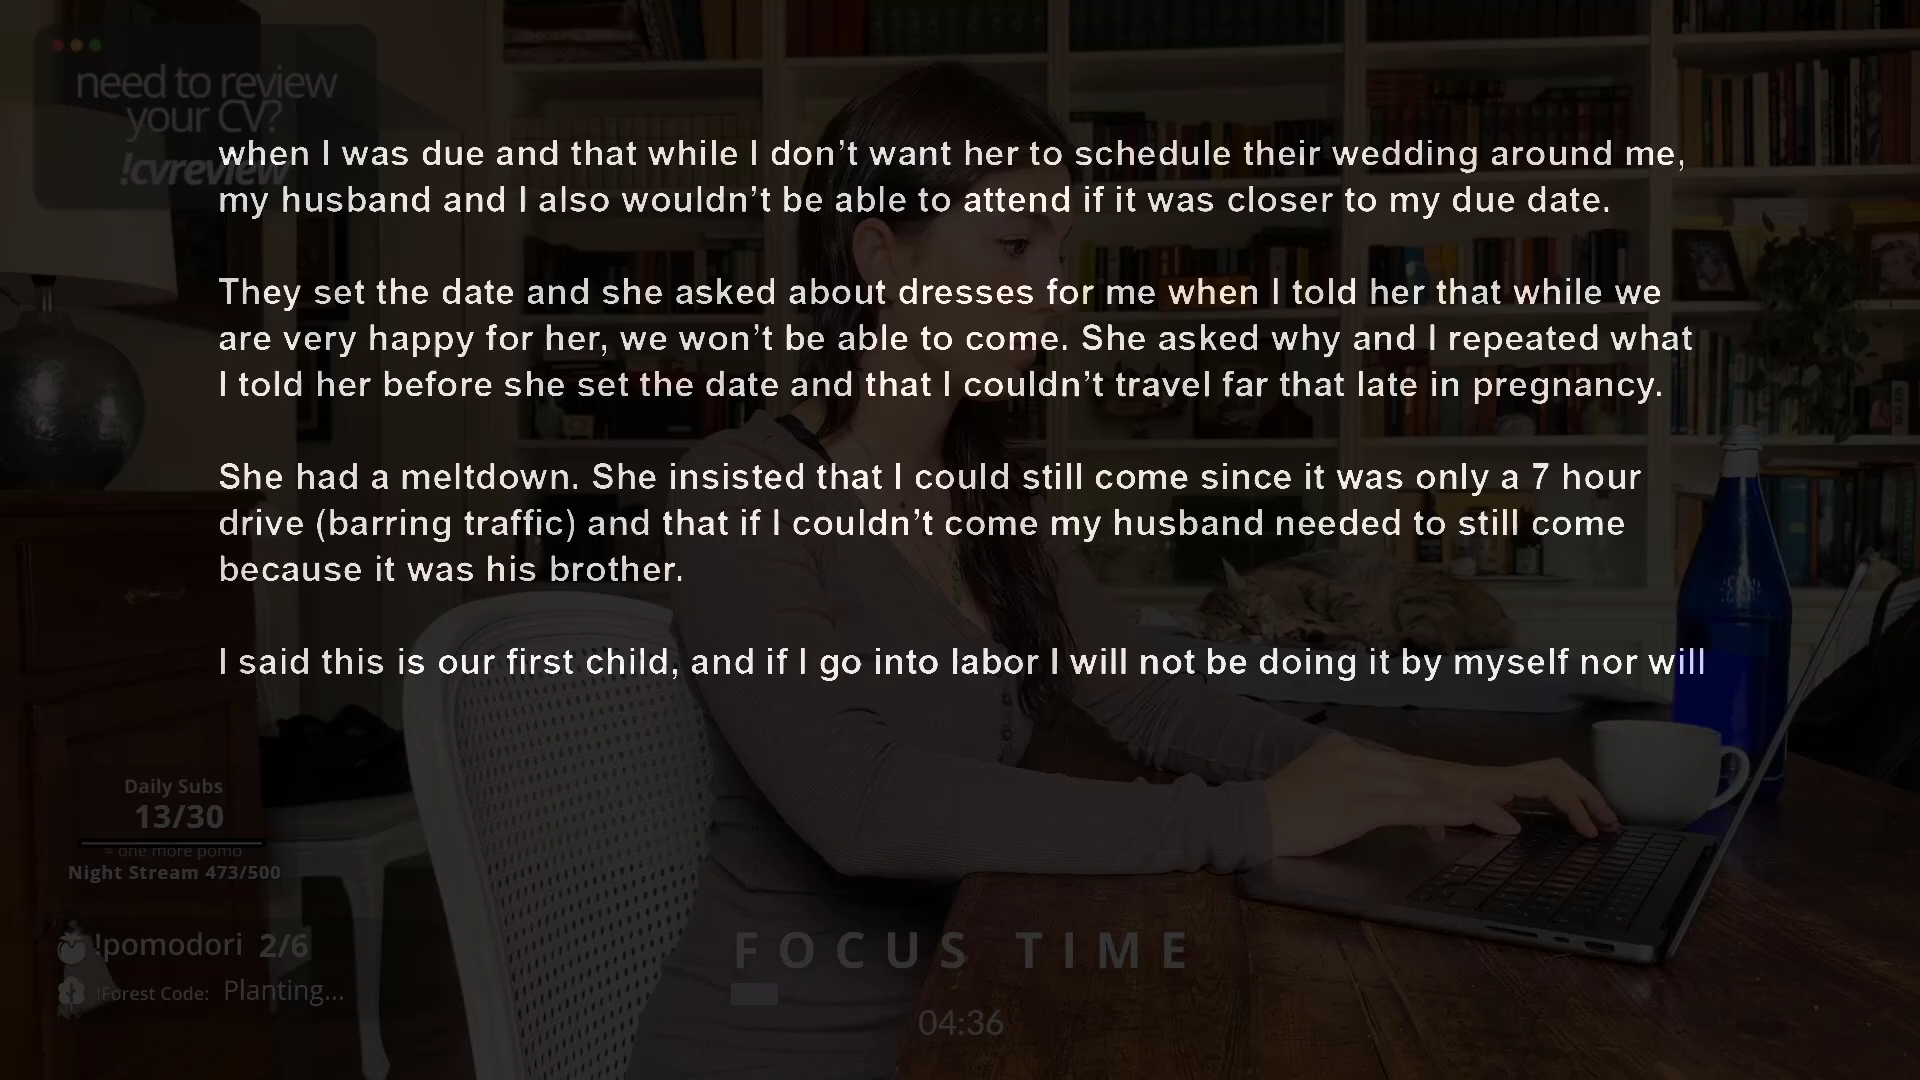 need to review
your CV?
!cvreview
when I was due and that while I don't want her to schedule their wedding around me,
my husband and I also wouldn't be able to attend if it was closer to my due date.
They set the date and she asked about dresses for me when I told her that while we
are very happy for her, we won't be able to come. She asked why and I repeated what
I told her before she set the date and that I couldn't travel far that late in pregnancy.
She had a meltdown. She insisted that I could still come since it was only a 7 hour
drive (barring traffic) and that if I couldn't come my husband needed to still come
because it was his brother.
I said this is our first child, and if I go into labor I will not be doing it by myself nor will
Daily Subs
13/30
= one more pomo
Night Stream 473/500
!pomodori 2/6
!Forest Code: Planting...
FOCUS TIME
04:36